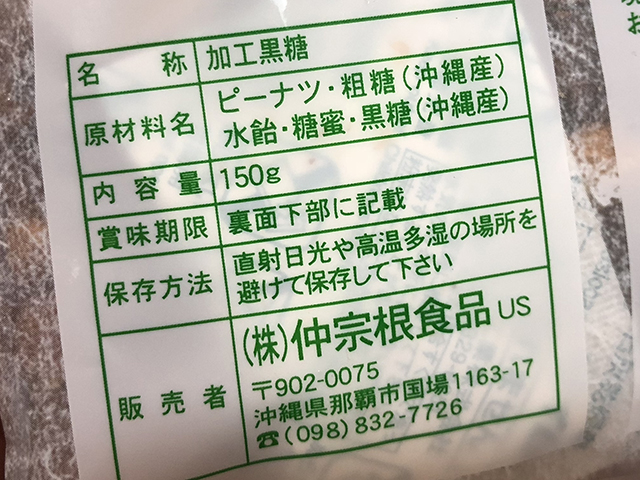 名称 加工黒糖
原材料名 ピーナツ・粗糖(沖縄産)
水飴・糖蜜・黒糖(沖縄産)
内容量 150g
賞味期限 裏面下部に記載
保存方法 直射日光や高温多湿の場所を
避けて保存して下さい
販売者 (株)仲宗根食品 US
〒902-0075
沖縄県那覇市国場1163-17
☎(098)832-7726